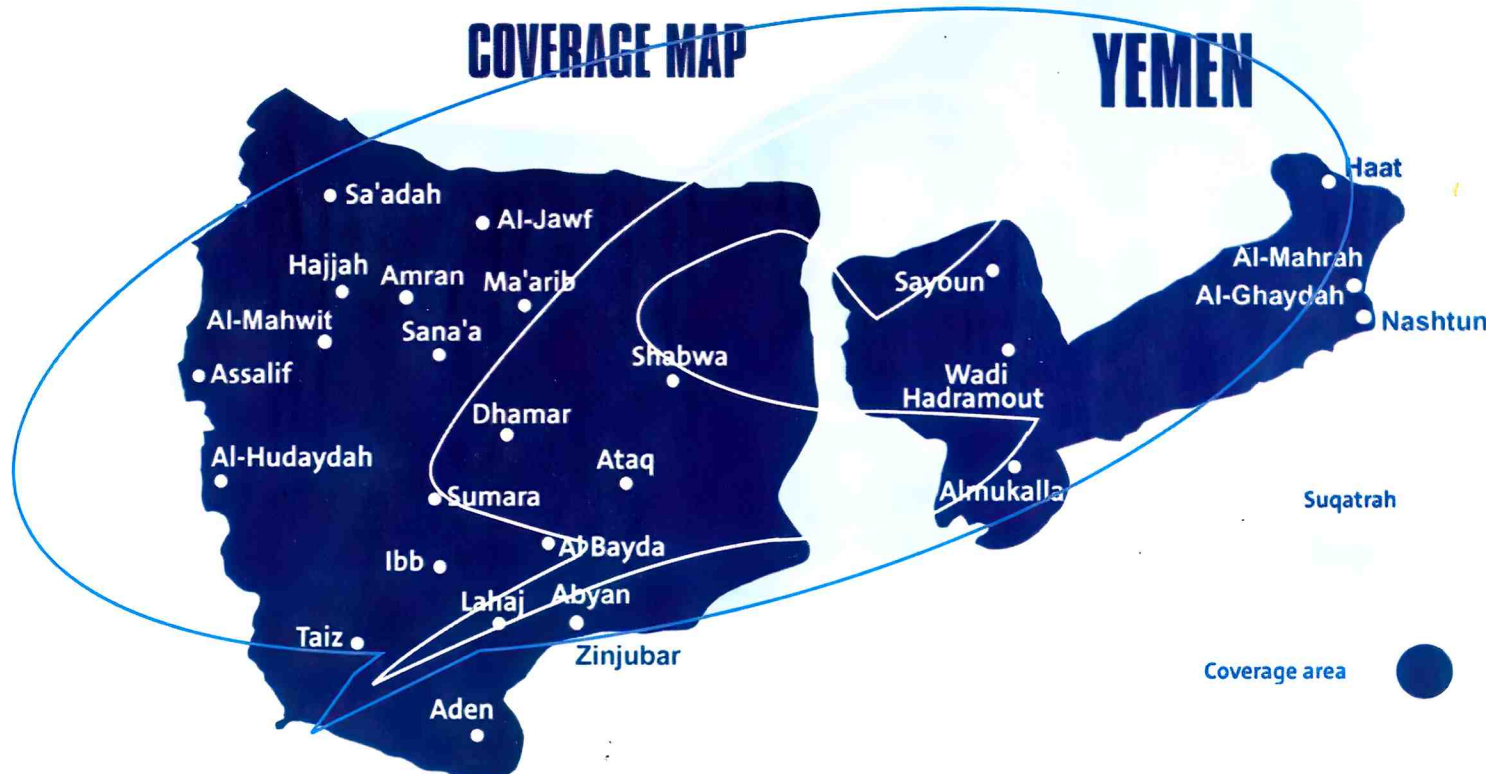 COVERAGE MAP
YEMEN
Haat
Sa'adah
Al-Jawf
Al-Mahrah
Hajjah
Amran
Ma'arib
Sayoun
Al-Ghaydah
Al-Mahwit
Sana'a
Nashtun
Assalif
Shabwa
Wadi
Hadramout
Dhamar
Al-Hudaydah
Ataq
Sumara
Almukalla
Suqatrah
Al Bayda
Ibb
Lahaj
Abyan
Taiz
Zinjubar
Coverage area
Aden